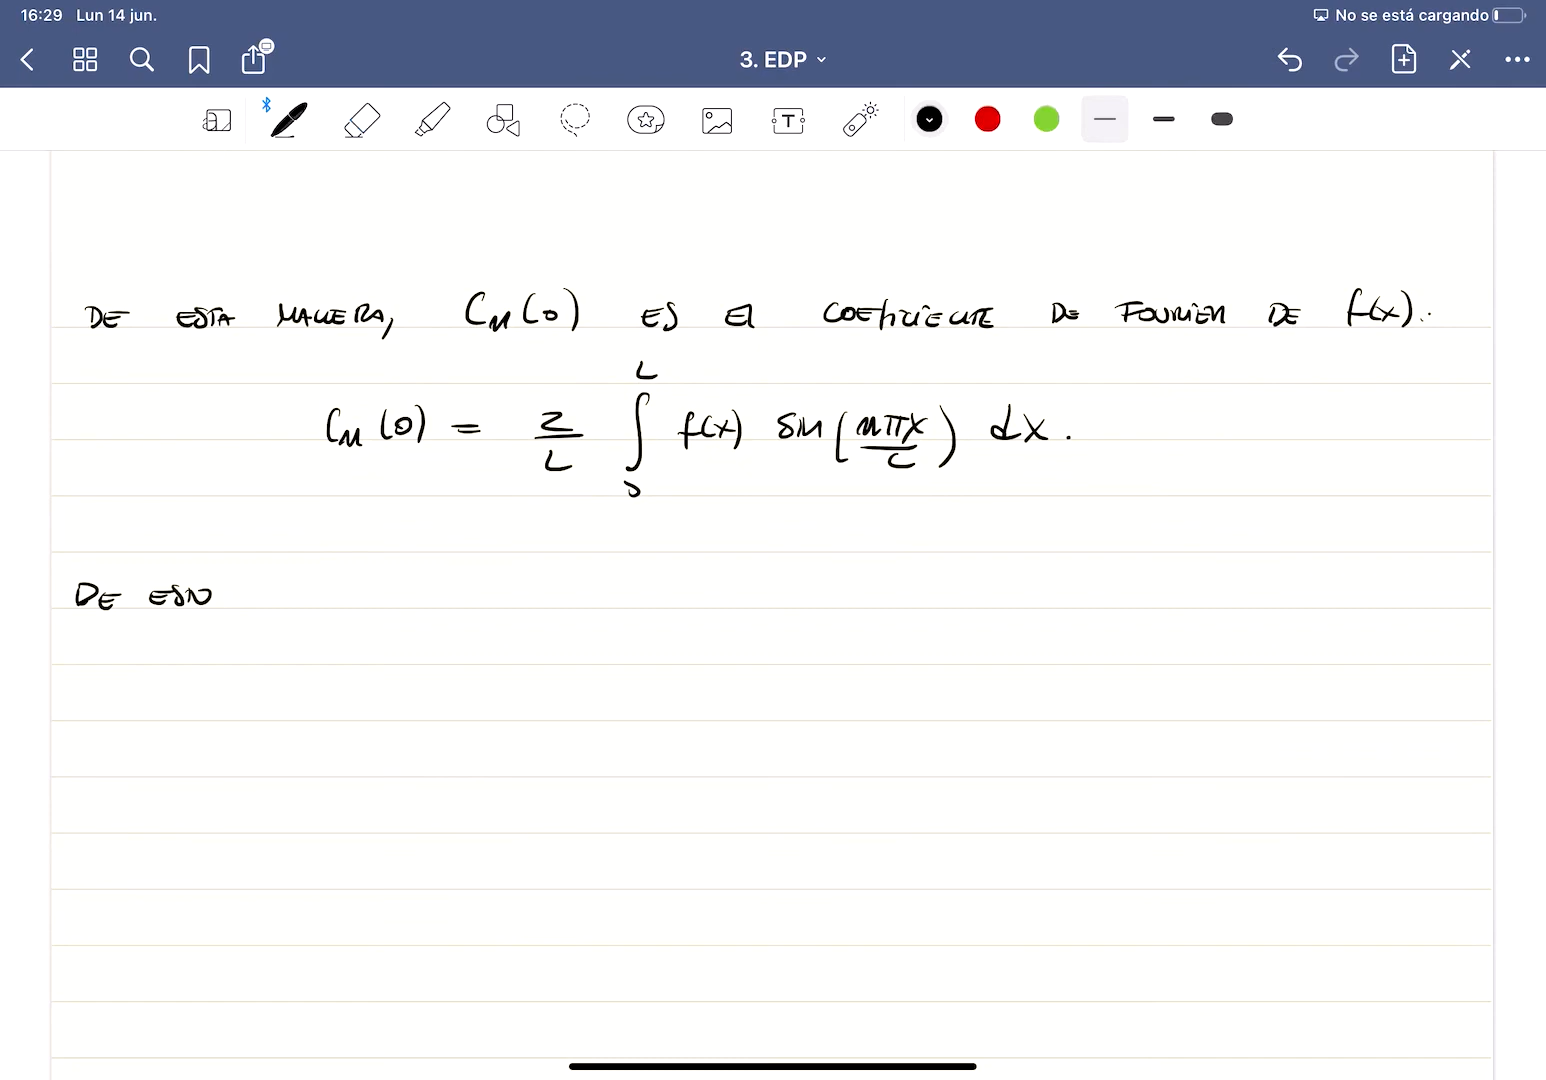 16:29 Lun 14 jun. No se está cargando
3. EDP
T
DE ESTA MANERA, Cn(0) ES El COEFICIENTE DE FOURIER DE f(x).
L
Cn(0) = 2/L ∫ f(x) sin(nπx/L) dx.
0
DE ESTO